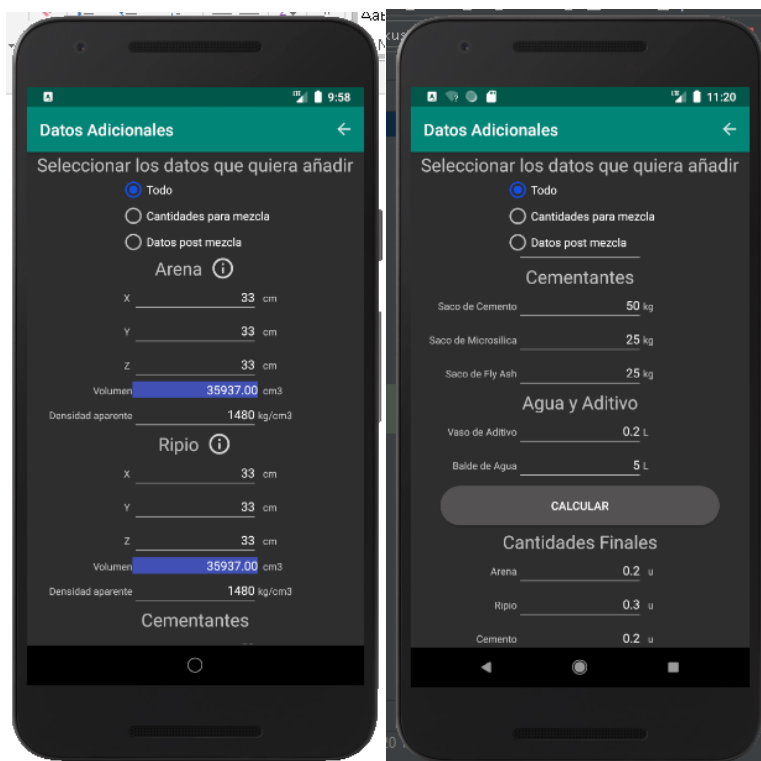 9:58
Datos Adicionales
Seleccionar los datos que quiera añadir
Todo
Cantidades para mezcla
Datos post mezcla
Arena
X 33 cm
Y 33 cm
Z 33 cm
Volumen 35937.00 cm3
Densidad aparente 1480 kg/cm3
Ripio
X 33 cm
Y 33 cm
Z 33 cm
Volumen 35937.00 cm3
Densidad aparente 1480 kg/cm3
Cementantes
11:20
Datos Adicionales
Seleccionar los datos que quiera añadir
Todo
Cantidades para mezcla
Datos post mezcla
Cementantes
Saco de Cemento 50 kg
Saco de Microsilica 25 kg
Saco de Fly Ash 25 kg
Agua y Aditivo
Vaso de Aditivo 0.2 L
Balde de Agua 5 L
CALCULAR
Cantidades Finales
Arena 0.2 u
Ripio 0.3 u
Cemento 0.2 u